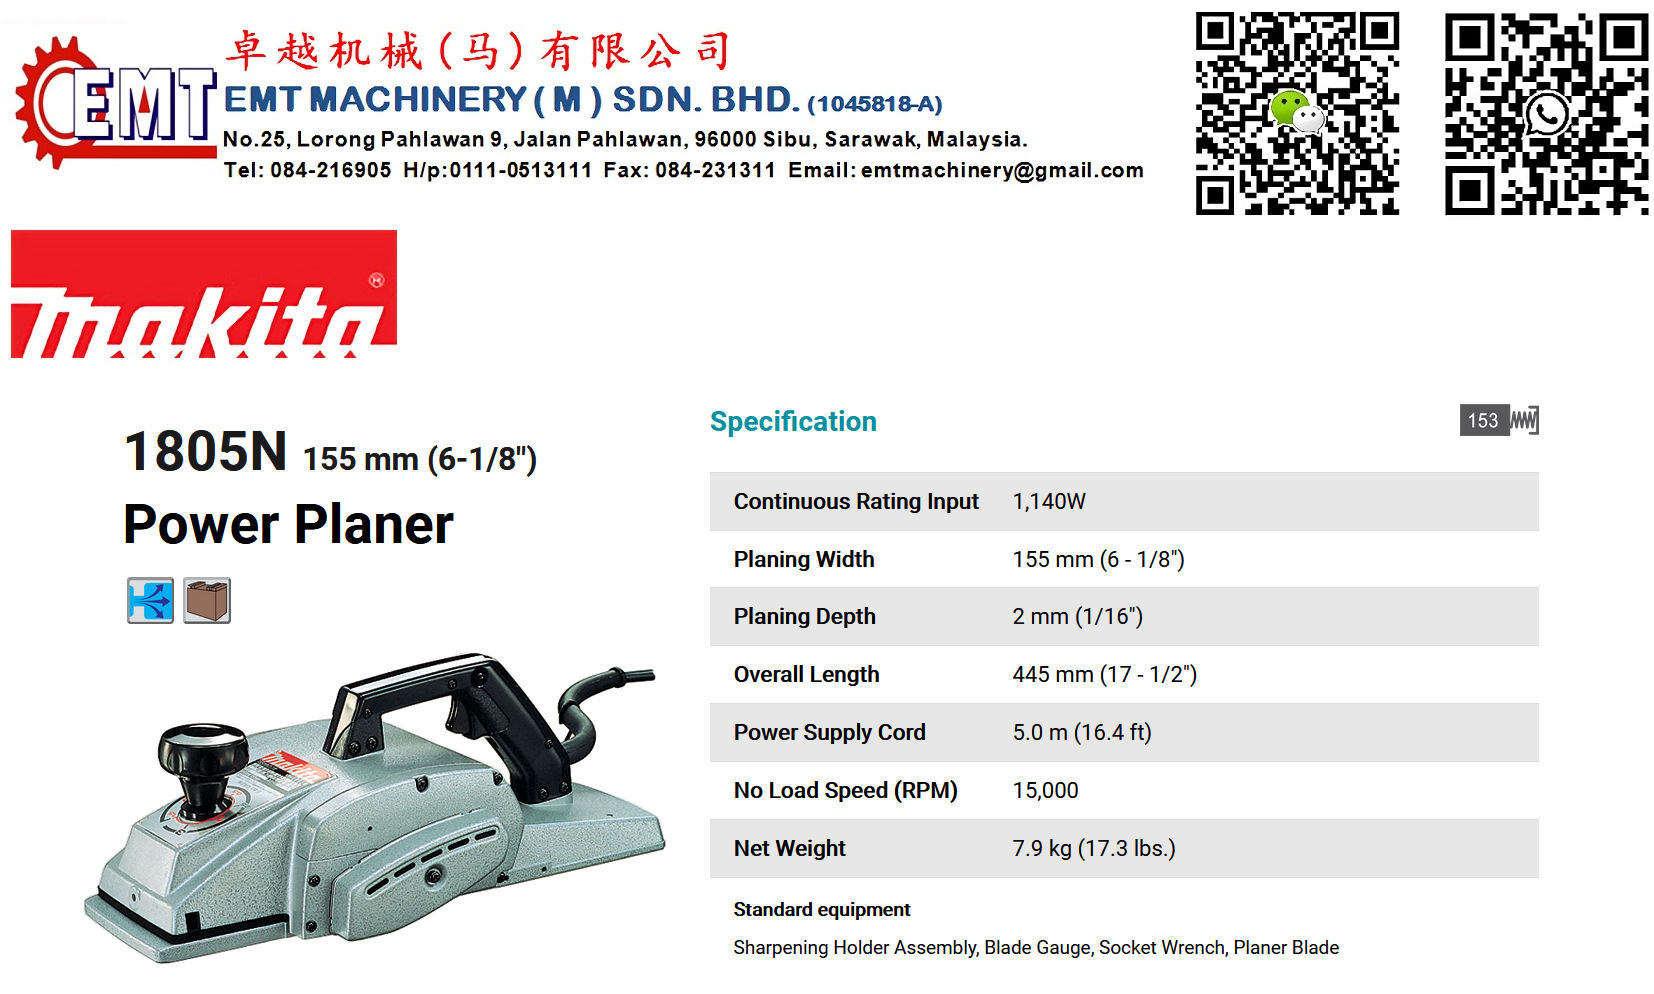 卓越机械(马)有限公司
EMT
EMT MACHINERY ( M ) SDN. BHD. (1045818-A)
No.25, Lorong Pahlawan 9, Jalan Pahlawan, 96000 Sibu, Sarawak, Malaysia.
Tel: 084-216905 H/p:0111-0513111 Fax: 084-231311 Email: emtmachinery@gmail.com
makita ®
1805N 155 mm (6-1/8")
Power Planer
Specification
153
Continuous Rating Input 1,140W
Planing Width 155 mm (6 - 1/8")
Planing Depth 2 mm (1/16")
Overall Length 445 mm (17 - 1/2")
Power Supply Cord 5.0 m (16.4 ft)
No Load Speed (RPM) 15,000
Net Weight 7.9 kg (17.3 lbs.)
Standard equipment
Sharpening Holder Assembly, Blade Gauge, Socket Wrench, Planer Blade
makita